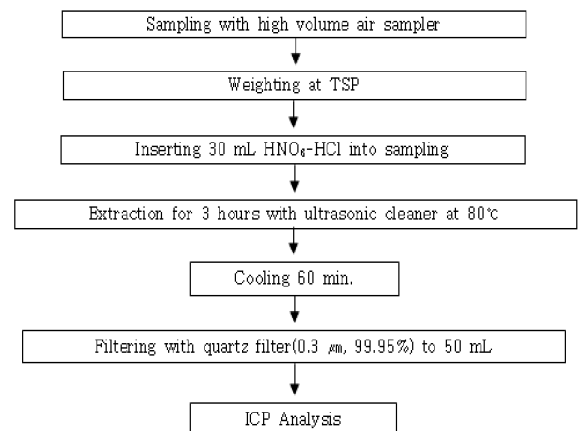 Sampling with high volume air sampler
Weighting at TSP
Inserting 30 mL HNO₆-HCl into sampling
Extraction for 3 hours with ultrasonic cleaner at 80℃
Cooling 60 min.
Filtering with quartz filter(0.3 ㎛, 99.95%) to 50 mL
ICP Analysis